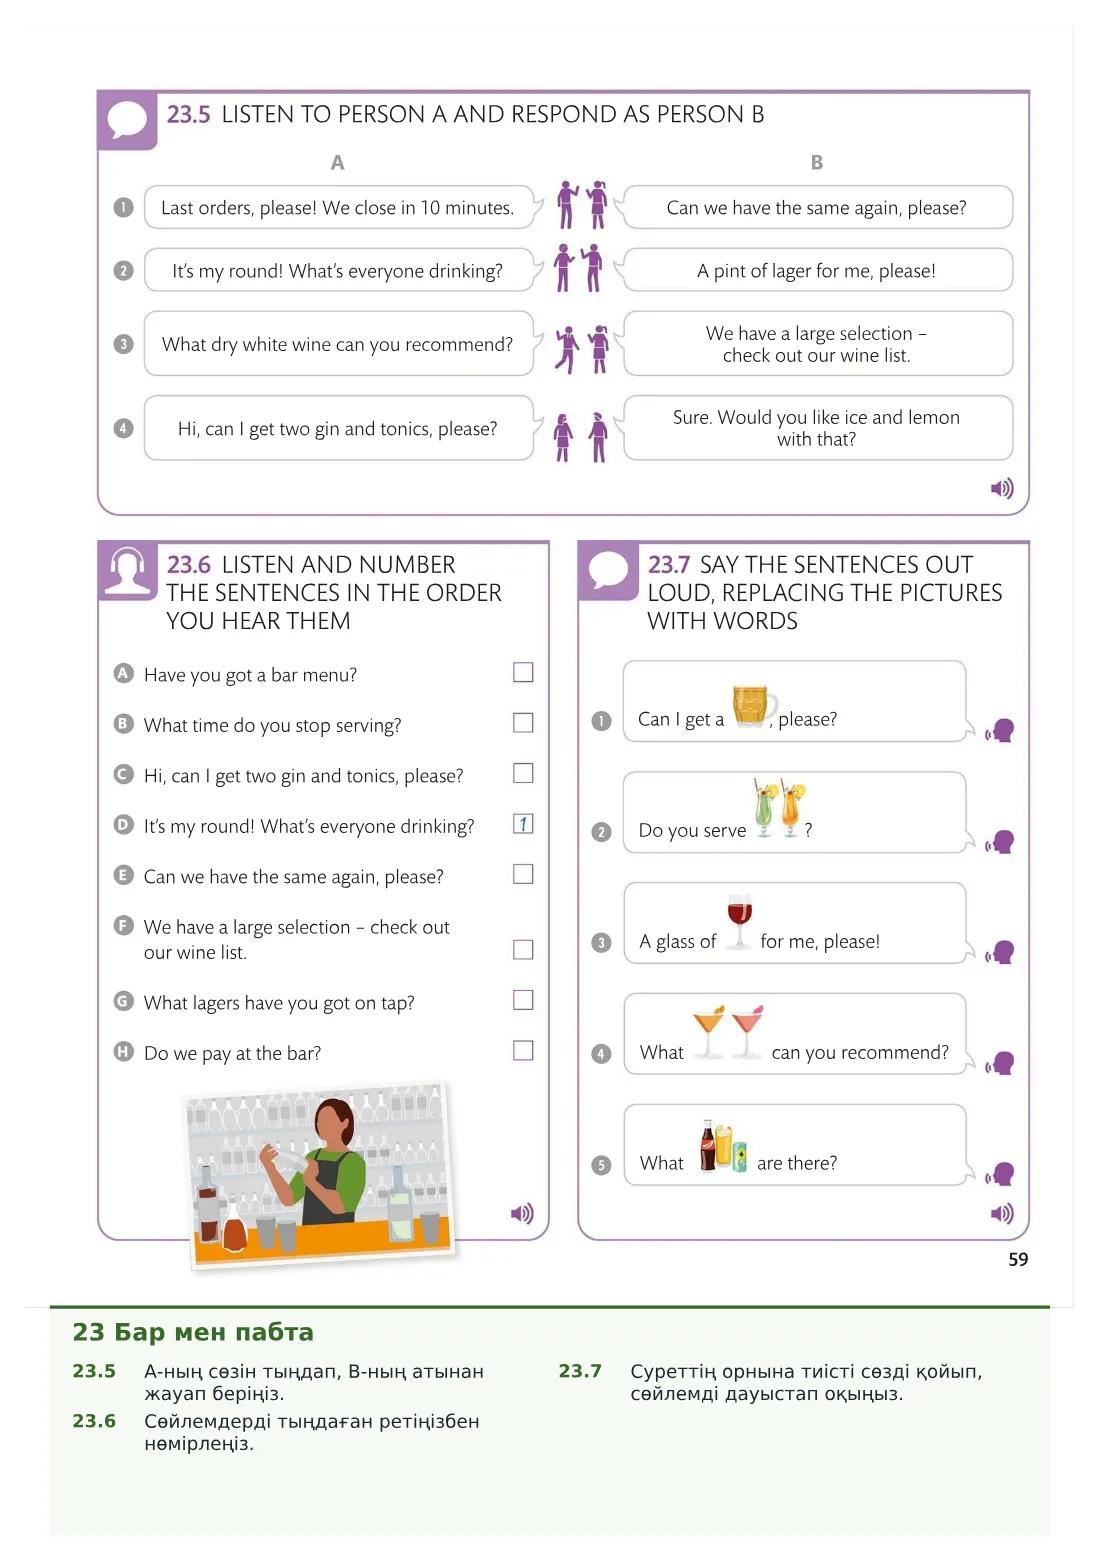 23.5 LISTEN TO PERSON A AND RESPOND AS PERSON B
A
B
1 Last orders, please! We close in 10 minutes.
Can we have the same again, please?
2 It's my round! What's everyone drinking?
A pint of lager for me, please!
3 What dry white wine can you recommend?
We have a large selection –
check out our wine list.
4 Hi, can I get two gin and tonics, please?
Sure. Would you like ice and lemon
with that?
23.6 LISTEN AND NUMBER
THE SENTENCES IN THE ORDER
YOU HEAR THEM
A Have you got a bar menu?
B What time do you stop serving?
C Hi, can I get two gin and tonics, please?
D It's my round! What's everyone drinking? 1
E Can we have the same again, please?
F We have a large selection – check out
our wine list.
G What lagers have you got on tap?
H Do we pay at the bar?
23.7 SAY THE SENTENCES OUT
LOUD, REPLACING THE PICTURES
WITH WORDS
1 Can I get a , please?
2 Do you serve ?
3 A glass of for me, please!
4 What can you recommend?
5 What are there?
59
23 Бар мен пабта
23.5 А-ның сөзін тыңдап, В-ның атынан
жауап беріңіз.
23.6 Сөйлемдерді тыңдаған ретіңізбен
нөмірлеңіз.
23.7 Суреттің орнына тиісті сөзді қойып,
сөйлемді дауыстап оқыңыз.